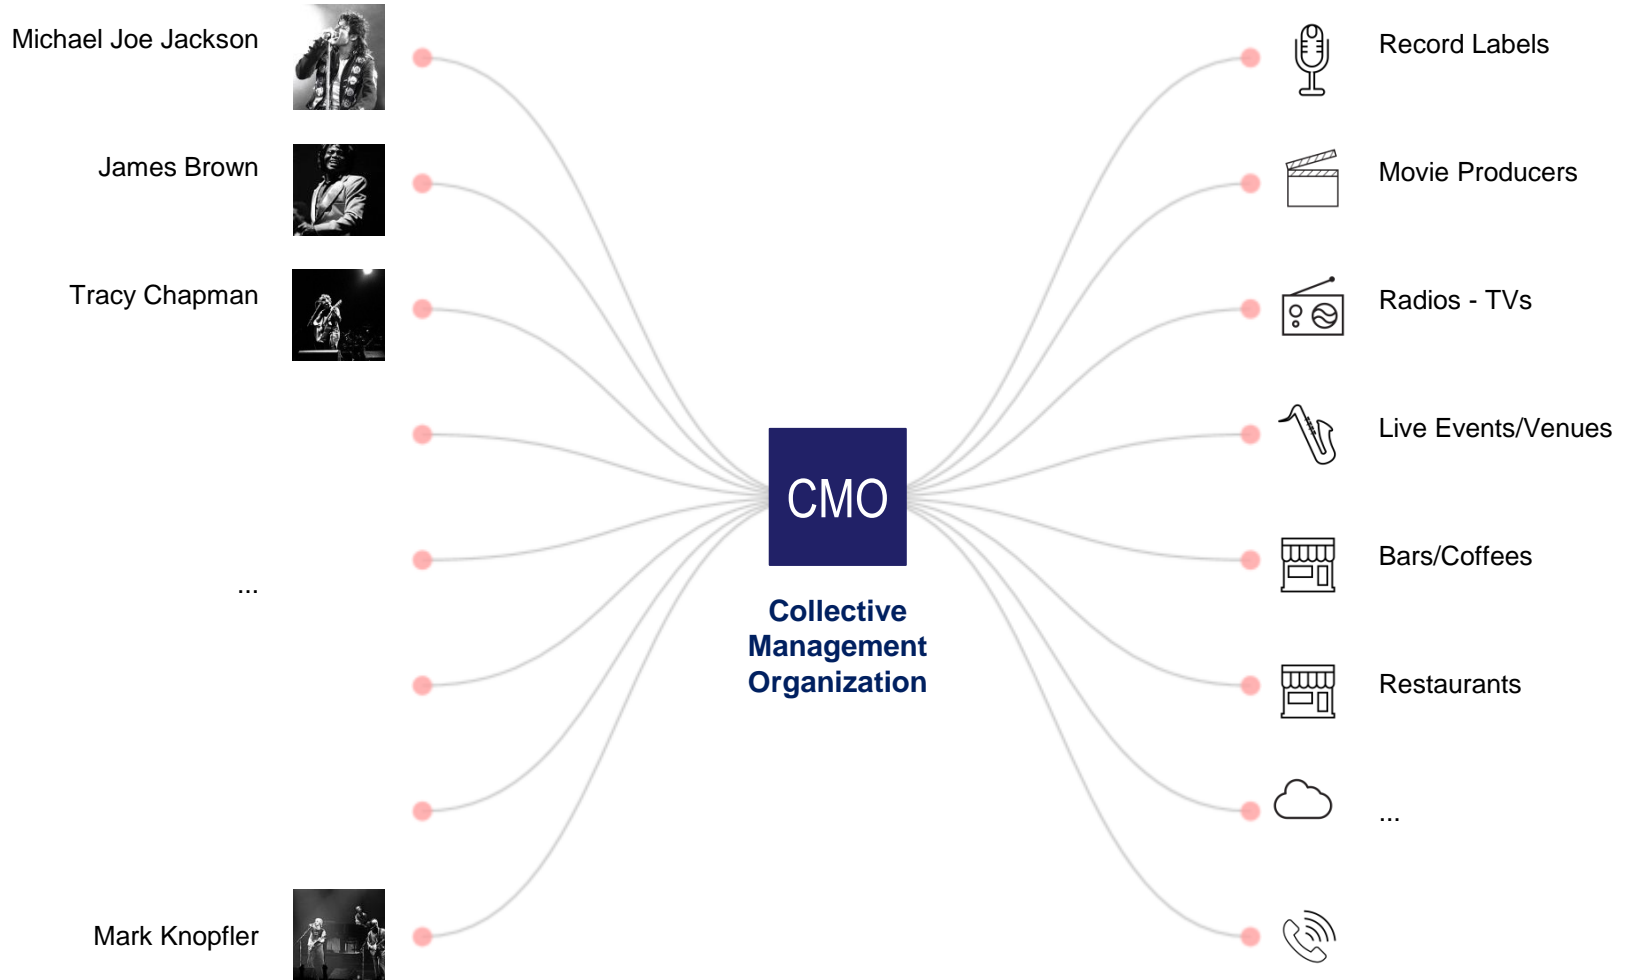 Michael Joe Jackson
James Brown
Tracy Chapman
...
Mark Knopfler
CMO
Collective
Management
Organization
Record Labels
Movie Producers
Radios - TVs
Live Events/Venues
Bars/Coffees
Restaurants
...